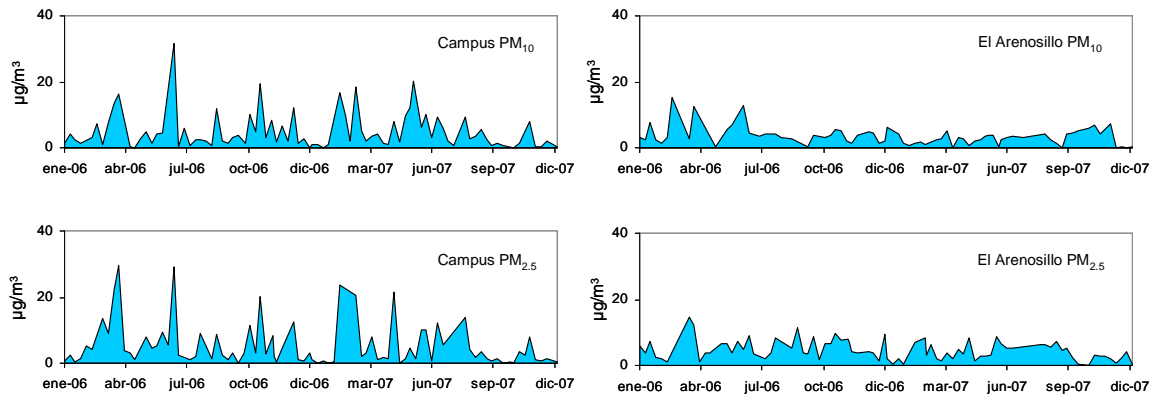 40
20
0
µg/m³
Campus PM₁₀
ene-06 abr-06 jul-06 oct-06 dic-06 mar-07 jun-07 sep-07 dic-07
40
20
0
µg/m³
El Arenosillo PM₁₀
ene-06 abr-06 jul-06 oct-06 dic-06 mar-07 jun-07 sep-07 dic-07
40
20
0
µg/m³
Campus PM₂.₅
ene-06 abr-06 jul-06 oct-06 dic-06 mar-07 jun-07 sep-07 dic-07
40
20
0
µg/m³
El Arenosillo PM₂.₅
ene-06 abr-06 jul-06 oct-06 dic-06 mar-07 jun-07 sep-07 dic-07